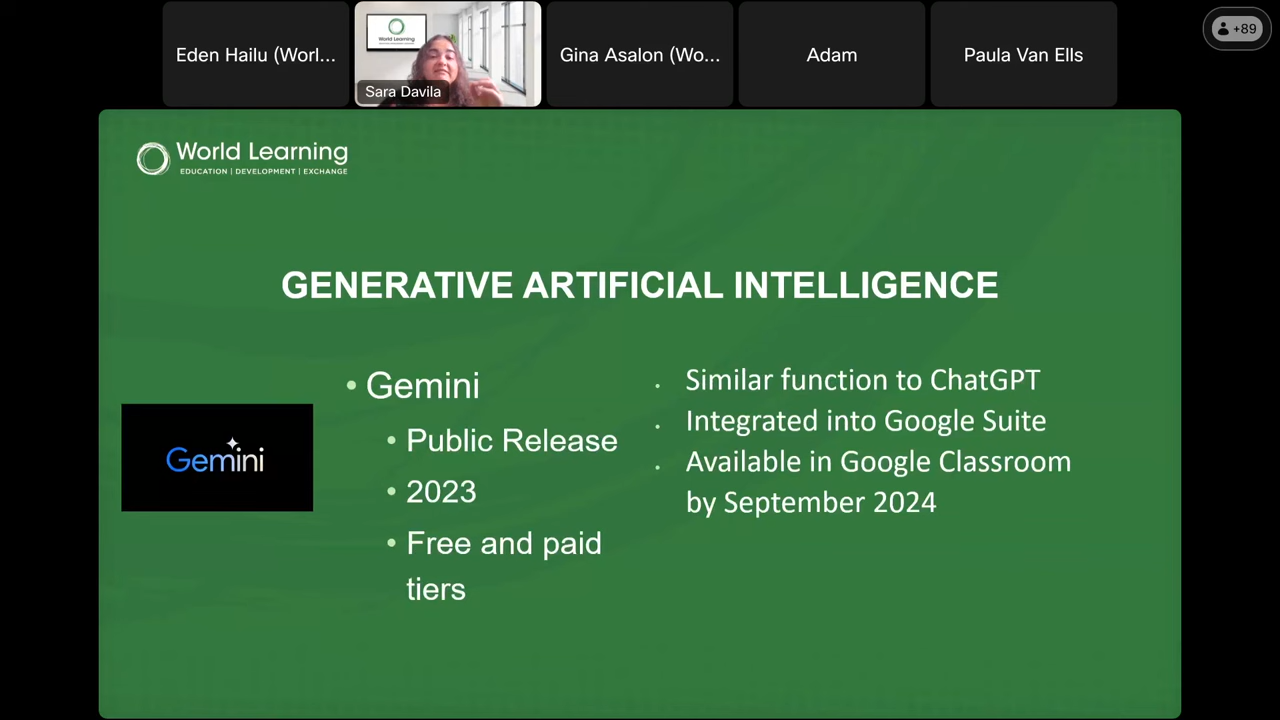 Eden Hailu (Worl...
Sara Davila
Gina Asalon (Wo...
Adam
Paula Van Ells
+89
World Learning
World Learning
EDUCATION | DEVELOPMENT | EXCHANGE
GENERATIVE ARTIFICIAL INTELLIGENCE
Gemini
• Gemini
• Public Release
• 2023
• Free and paid
tiers
• Similar function to ChatGPT
• Integrated into Google Suite
• Available in Google Classroom
by September 2024